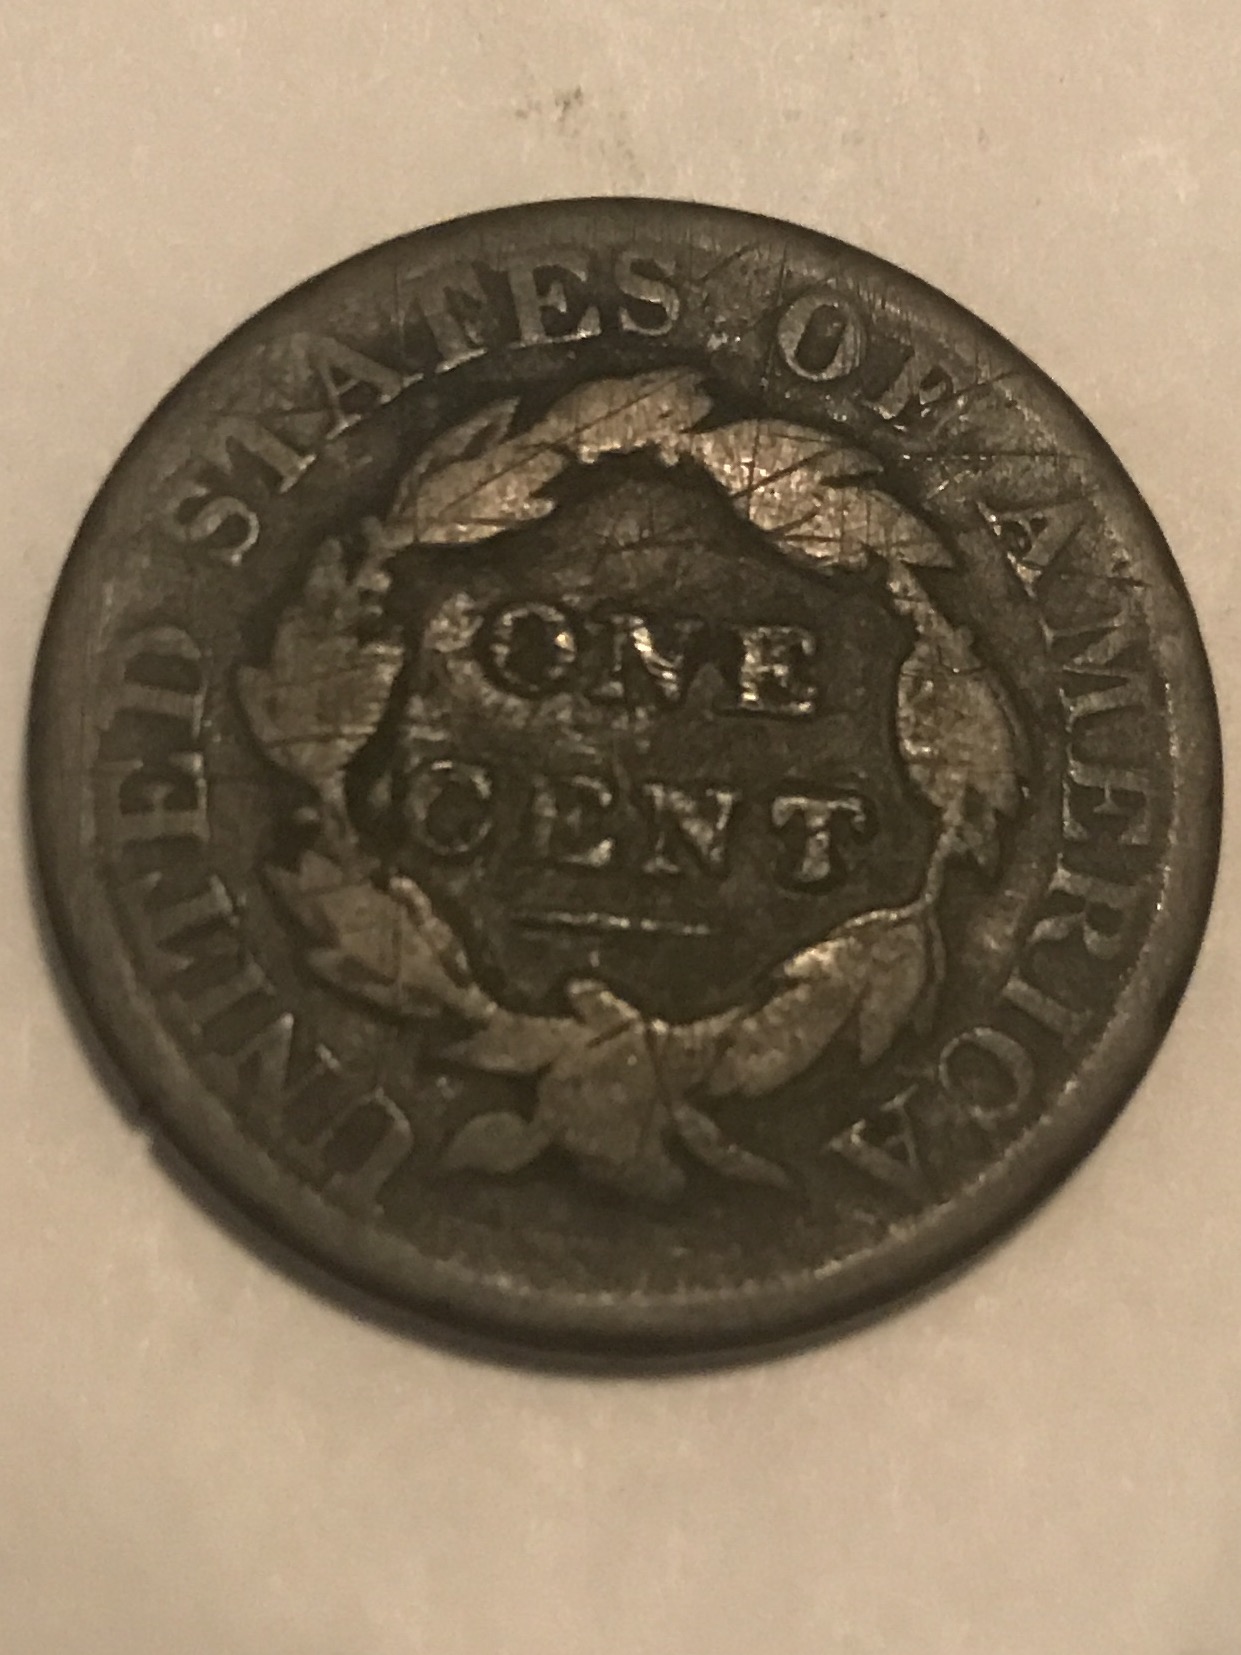 UNITED STATES OF AMERICA
ONE
CENT